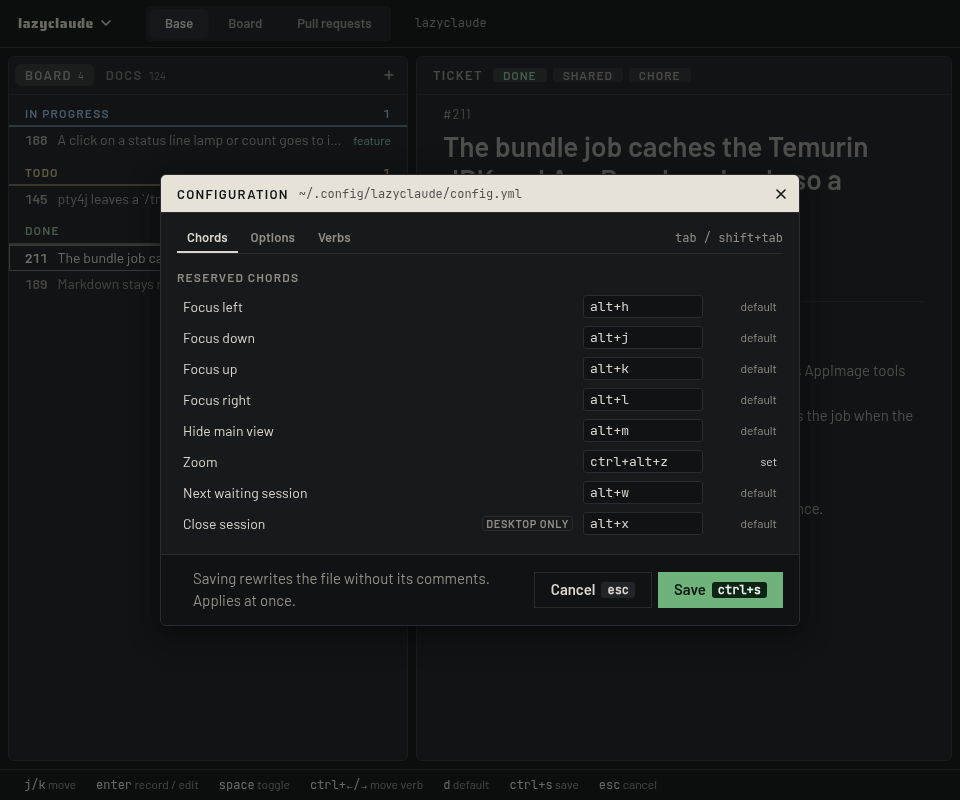 lazyclaude Base Board Pull requests lazyclaude
BOARD 4 DOCS 124 +
TICKET DONE SHARED CHORE
IN PROGRESS 1
188 A click on a status line lamp or count goes to i... feature
TODO 1
145 pty4j leaves a '/tr
DONE
211 The bundle job ca
189 Markdown stays r
#211
The bundle job caches the Temurin
so a
s AppImage tools
s the job when the
nce.
CONFIGURATION ~/.config/lazyclaude/config.yml
Chords Options Verbs tab / shift+tab
RESERVED CHORDS
Focus left alt+h default
Focus down alt+j default
Focus up alt+k default
Focus right alt+l default
Hide main view alt+m default
Zoom ctrl+alt+z set
Next waiting session alt+w default
Close session DESKTOP ONLY alt+x default
Saving rewrites the file without its comments.
Applies at once.
Cancel esc Save ctrl+s
j/k move enter record / edit space toggle ctrl+←/→ move verb d default ctrl+s save esc cancel